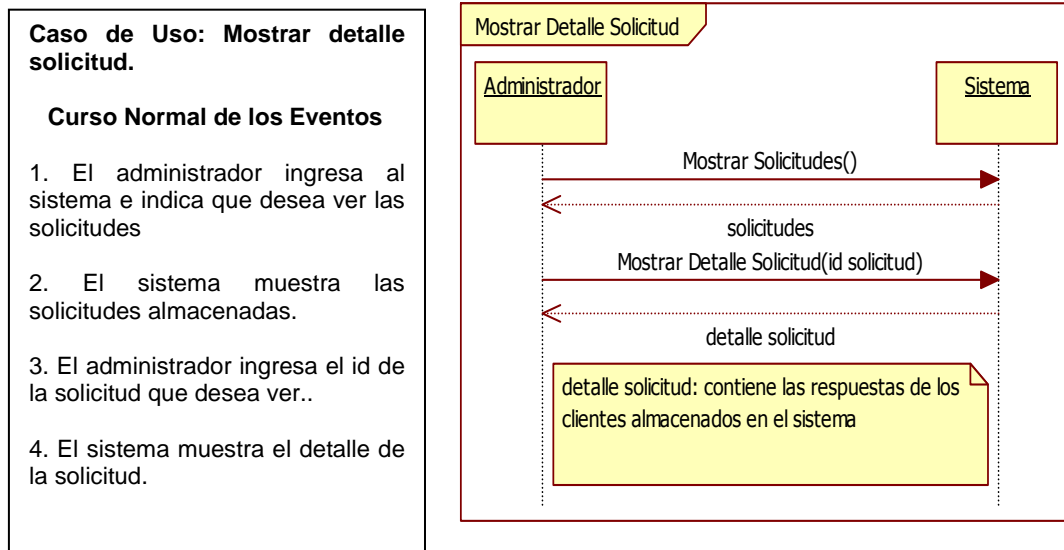 Caso de Uso: Mostrar detalle
solicitud.
Curso Normal de los Eventos
1. El administrador ingresa al
sistema e indica que desea ver las
solicitudes
2. El sistema muestra las
solicitudes almacenadas.
3. El administrador ingresa el id de
la solicitud que desea ver..
4. El sistema muestra el detalle de
la solicitud.
Mostrar Detalle Solicitud
Administrador
Sistema
Mostrar Solicitudes()
solicitudes
Mostrar Detalle Solicitud(id solicitud)
detalle solicitud
detalle solicitud: contiene las respuestas de los
clientes almacenados en el sistema